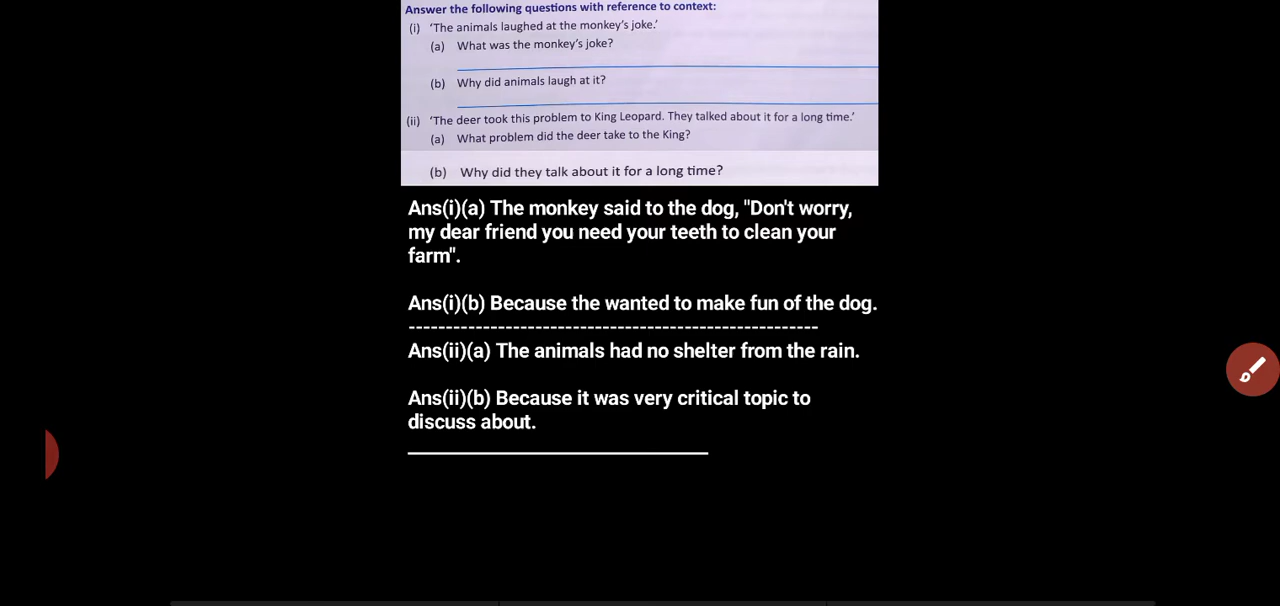 Answer the following questions with reference to context:
(i) 'The animals laughed at the monkey's joke.'
(a) What was the monkey's joke?
(b) Why did animals laugh at it?
(ii) 'The deer took this problem to King Leopard. They talked about it for a long time.'
(a) What problem did the deer take to the King?
(b) Why did they talk about it for a long time?
Ans(i)(a) The monkey said to the dog, "Don't worry,
my dear friend you need your teeth to clean your
farm".
Ans(i)(b) Because the wanted to make fun of the dog.
-------------------------------------------------------
Ans(ii)(a) The animals had no shelter from the rain.
Ans(ii)(b) Because it was very critical topic to
discuss about.